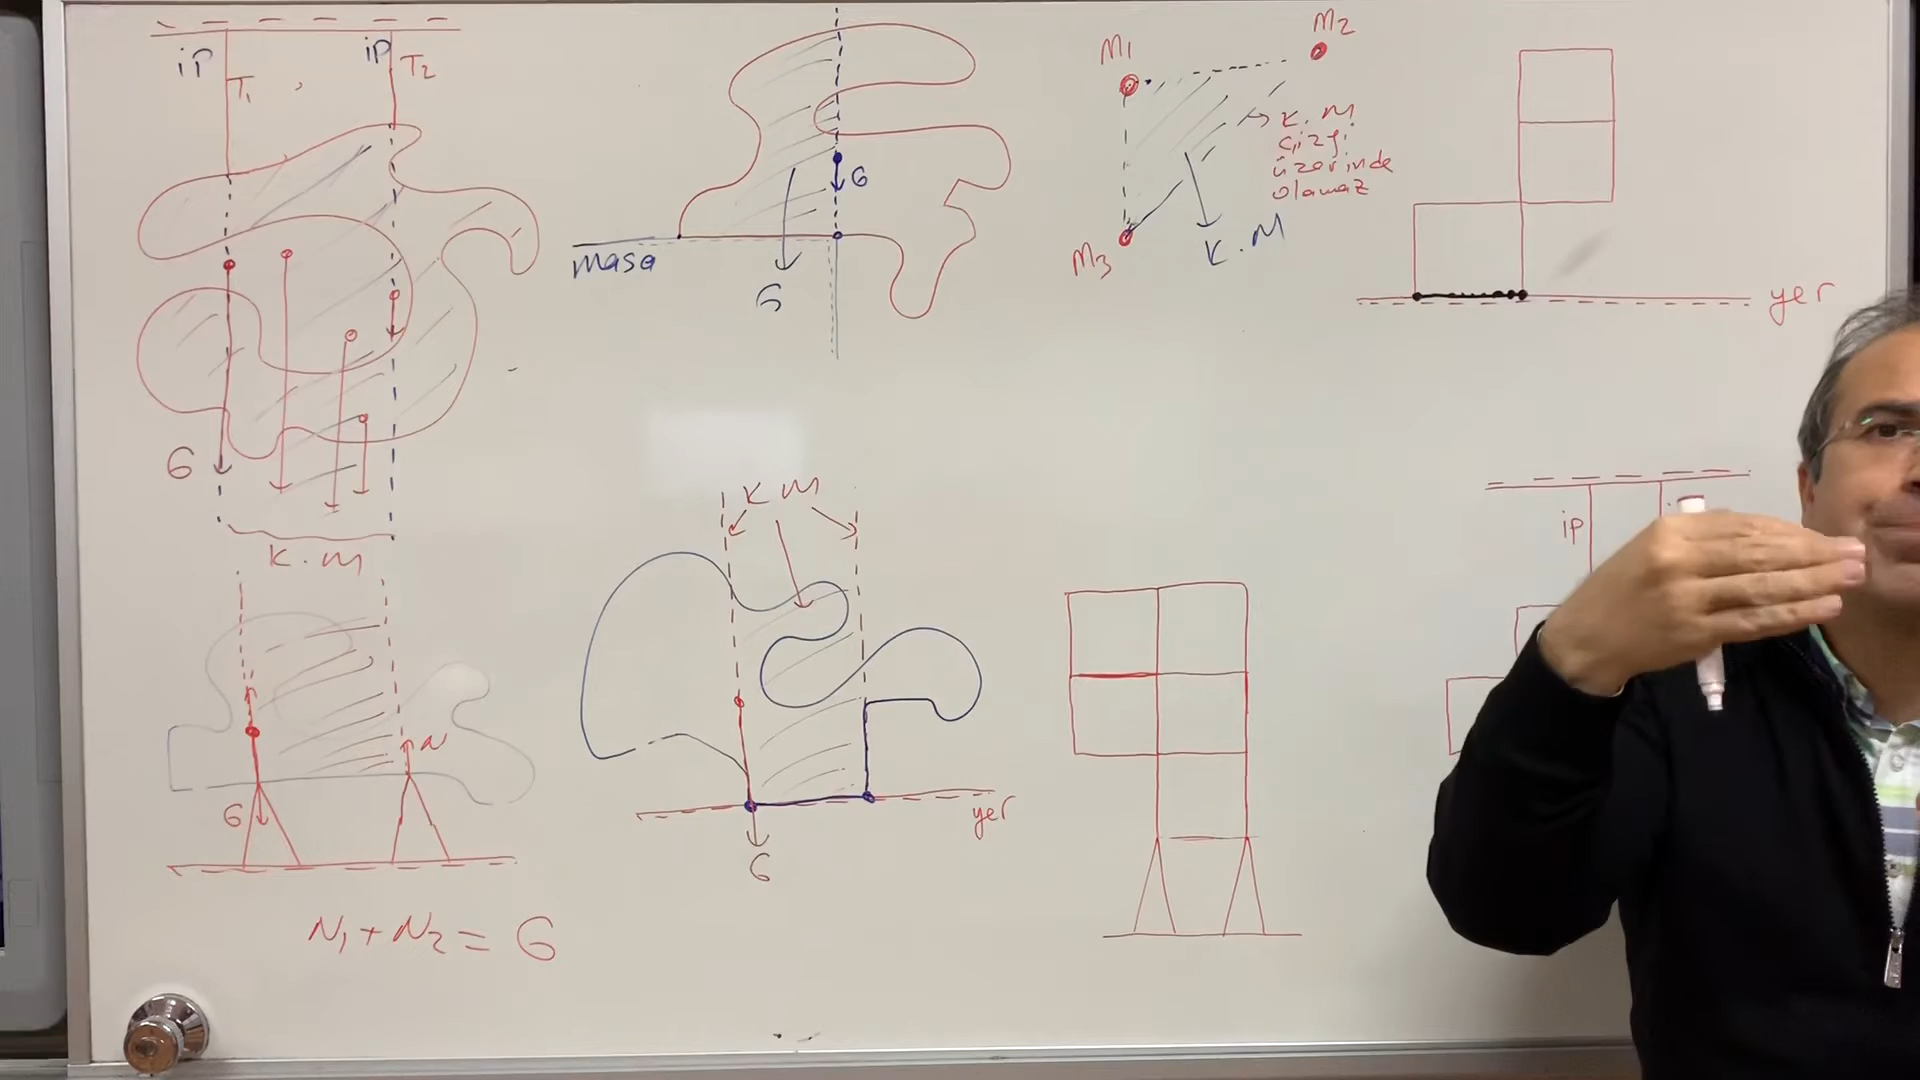 ip
T₁
ip
T₂
G
K.M
masa
G
G
M₁
M₂
M₃
→ K.M
çizgi
üzerinde
olamaz
K.M
yer
G
N
N₁ + N₂ = G
K M
G
yer
ip